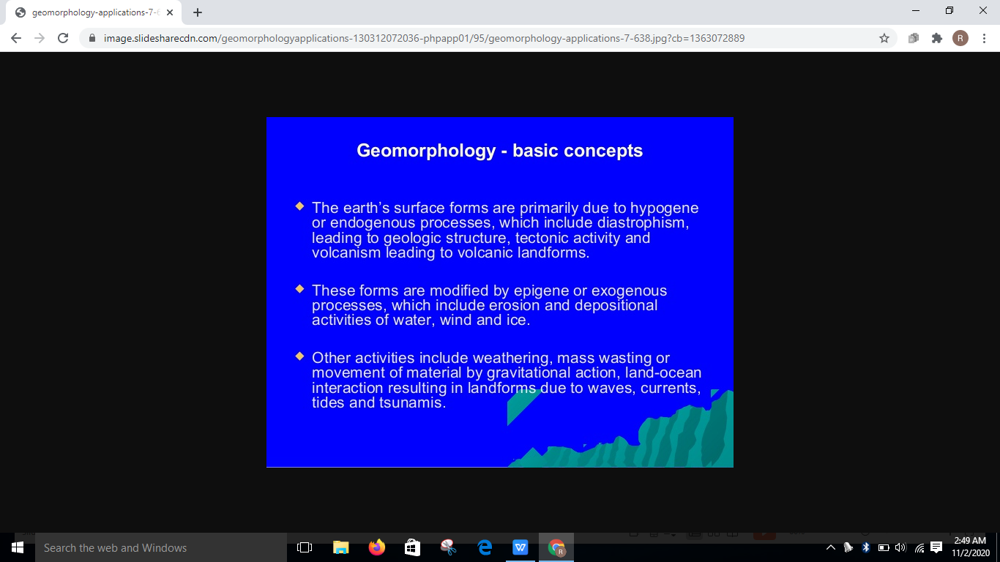 geomorphology-applications-7-6
image.slidesharecdn.com/geomorphologyapplications-130312072036-phpapp01/95/geomorphology-applications-7-638.jpg?cb=1363072889
R
Geomorphology - basic concepts
The earth’s surface forms are primarily due to hypogene
or endogenous processes, which include diastrophism,
leading to geologic structure, tectonic activity and
volcanism leading to volcanic landforms.
These forms are modified by epigene or exogenous
processes, which include erosion and depositional
activities of water, wind and ice.
Other activities include weathering, mass wasting or
movement of material by gravitational action, land-ocean
interaction resulting in landforms due to waves, currents,
tides and tsunamis.
Search the web and Windows
2:49 AM
11/2/2020